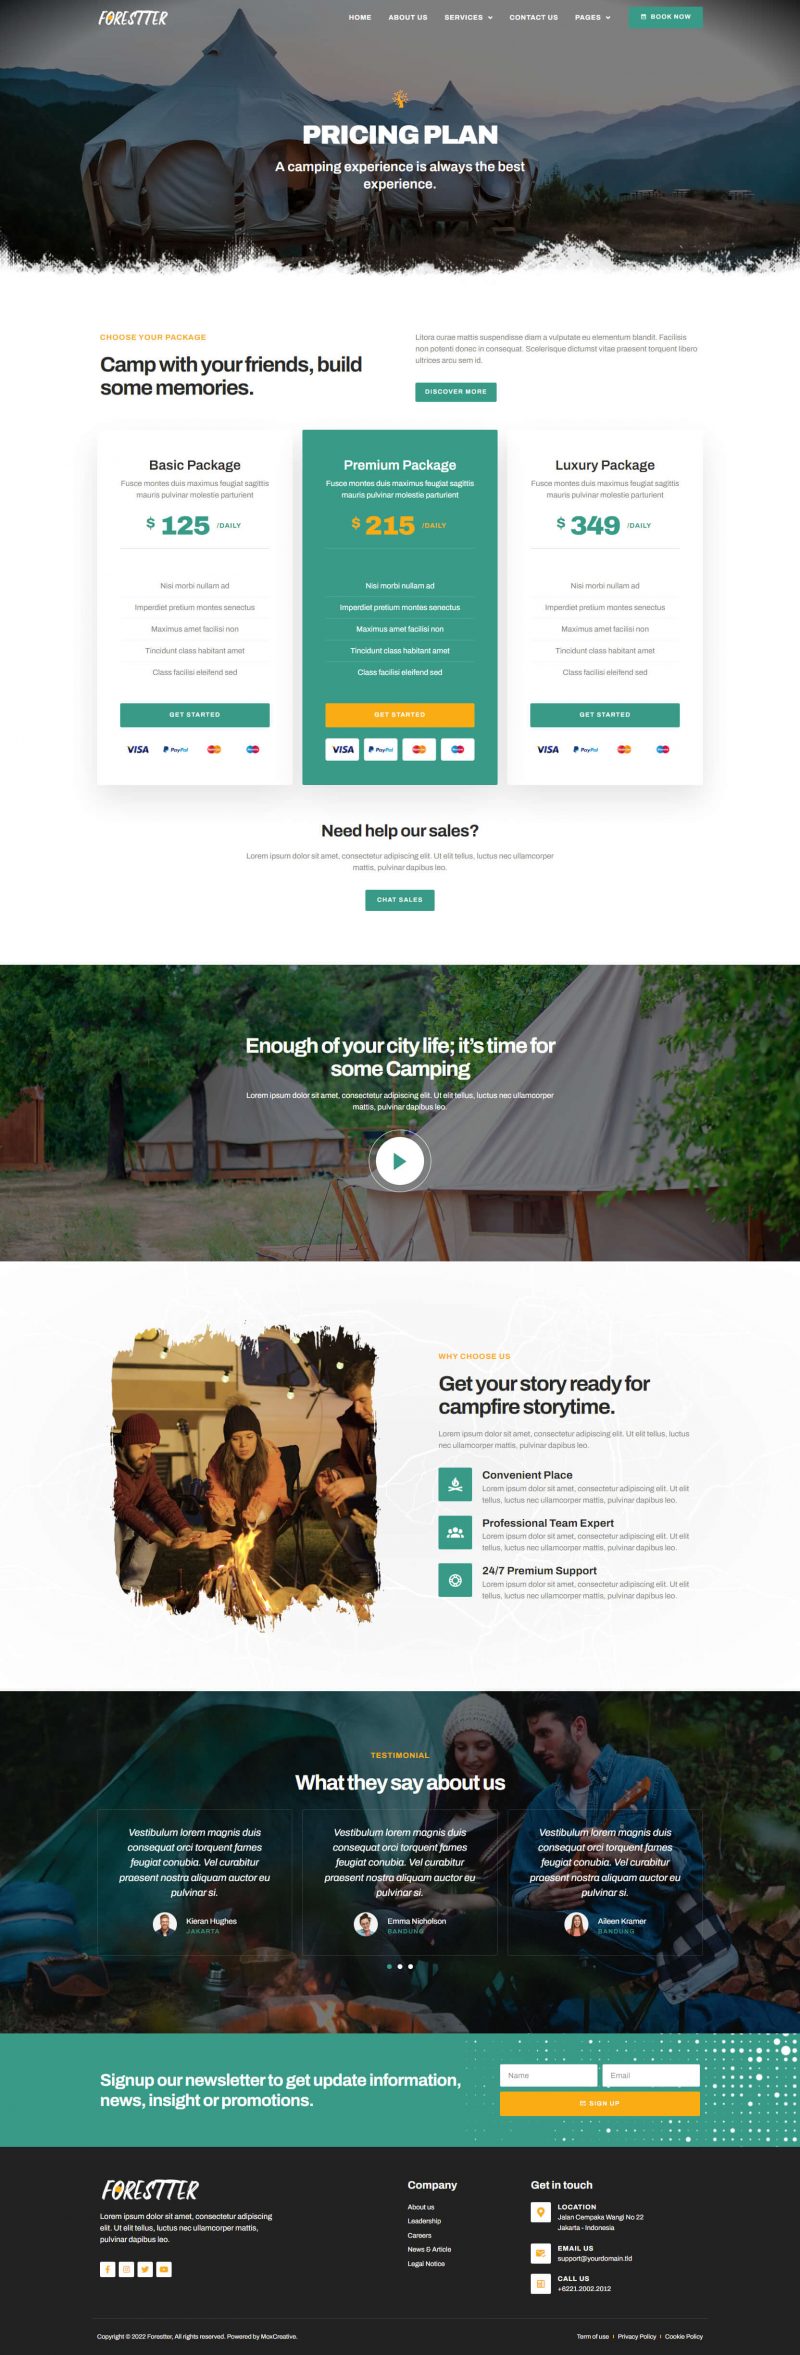 FORESTTER
HOME ABOUT US SERVICES CONTACT US PAGES BOOK NOW
PRICING PLAN
A camping experience is always the best
experience.
CHOOSE YOUR PACKAGE
Camp with your friends, build
some memories.
Litora curae mattis suspendisse diam a vulputate eu elementum blandit. Facilisis
non potenti donec in consequat. Scelerisque dictumst vitae praesent torquent libero
ultrices arcu sem id.
DISCOVER MORE
Basic Package
Fusce montes duis maximus feugiat sagittis
mauris pulvinar molestie parturient
$ 125 /DAILY
Nisi morbi nullam ad
Imperdiet pretium montes senectus
Maximus amet facilisi non
Tincidunt class habitant amet
Class facilisi eleifend sed
GET STARTED
VISA PayPal
Premium Package
Fusce montes duis maximus feugiat sagittis
mauris pulvinar molestie parturient
$ 215 /DAILY
Nisi morbi nullam ad
Imperdiet pretium montes senectus
Maximus amet facilisi non
Tincidunt class habitant amet
Class facilisi eleifend sed
GET STARTED
VISA PayPal
Luxury Package
Fusce montes duis maximus feugiat sagittis
mauris pulvinar molestie parturient
$ 349 /DAILY
Nisi morbi nullam ad
Imperdiet pretium montes senectus
Maximus amet facilisi non
Tincidunt class habitant amet
Class facilisi eleifend sed
GET STARTED
VISA PayPal
Need help our sales?
Lorem ipsum dolor sit amet, consectetur adipiscing elit. Ut elit tellus, luctus nec ullamcorper
mattis, pulvinar dapibus leo.
CHAT SALES
Enough of your city life; it's time for
some Camping
Lorem ipsum dolor sit amet, consectetur adipiscing elit. Ut elit tellus, luctus nec ullamcorper
mattis, pulvinar dapibus leo.
WHY CHOOSE US
Get your story ready for
campfire storytime.
Lorem ipsum dolor sit amet, consectetur adipiscing elit. Ut elit tellus, luctus
nec ullamcorper mattis, pulvinar dapibus leo.
Convenient Place
Lorem ipsum dolor sit amet, consectetur adipiscing elit. Ut elit
tellus, luctus nec ullamcorper mattis, pulvinar dapibus leo.
Professional Team Expert
Lorem ipsum dolor sit amet, consectetur adipiscing elit. Ut elit
tellus, luctus nec ullamcorper mattis, pulvinar dapibus leo.
24/7 Premium Support
Lorem ipsum dolor sit amet, consectetur adipiscing elit. Ut elit
tellus, luctus nec ullamcorper mattis, pulvinar dapibus leo.
TESTIMONIAL
What they say about us
Vestibulum lorem magnis duis
consequat orci torquent fames
feugiat conubia. Vel curabitur
praesent nostra aliquam auctor eu
pulvinar si.
Kieran Hughes
JAKARTA
Vestibulum lorem magnis duis
consequat orci torquent fames
feugiat conubia. Vel curabitur
praesent nostra aliquam auctor eu
pulvinar si.
Emma Nicholson
BANDUNG
Vestibulum lorem magnis duis
consequat orci torquent fames
feugiat conubia. Vel curabitur
praesent nostra aliquam auctor eu
pulvinar si.
Aileen Kramer
BANDUNG
Signup our newsletter to get update information,
news, insight or promotions.
Name Email
SIGN UP
FORESTTER
Lorem ipsum dolor sit amet, consectetur adipiscing
elit. Ut elit tellus, luctus nec ullamcorper mattis,
pulvinar dapibus leo.
Company
About us
Leadership
Careers
News & Article
Legal Notice
Get in touch
LOCATION
Jalan Cempaka Wangi No 22
Jakarta - Indonesia
EMAIL US
support@yourdomain.tld
CALL US
+6221.2002.2012
Copyright © 2022 Forestter, All rights reserved. Powered by MoxCreative.
Term of use Privacy Policy Cookie Policy